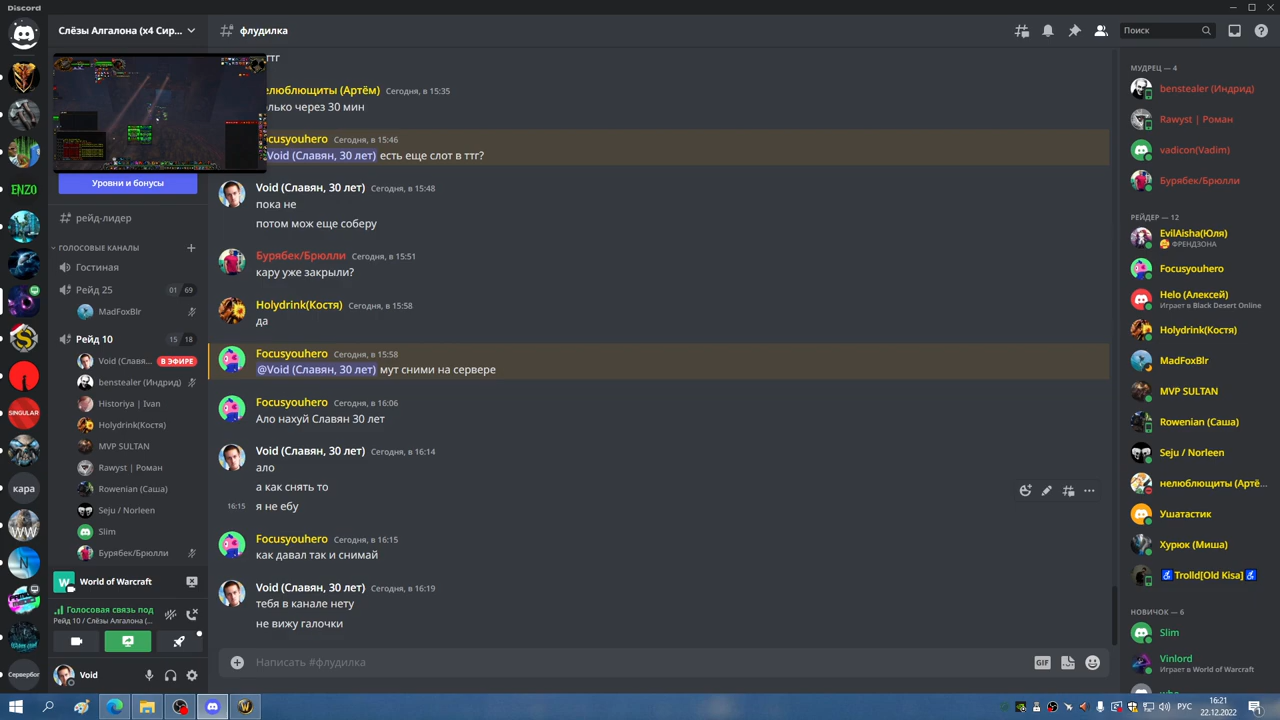 Discord
Слёзы Алгалона (x4 Сир...
флудилка
Поиск
ттг
елюблющиты (Артём) Сегодня, в 15:35
олько через 30 мин
ocusyouhero Сегодня, в 15:46
Void (Славян, 30 лет) есть еще слот в ттг?
Void (Славян, 30 лет) Сегодня, в 15:48
пока не
потом мож еще соберу
Бурябек/Брюлли Сегодня, в 15:51
кару уже закрыли?
Holydrink(Костя) Сегодня, в 15:58
да
Focusyouhero Сегодня, в 15:58
@Void (Славян, 30 лет) мут сними на сервере
Focusyouhero Сегодня, в 16:06
Ало нахуй Славян 30 лет
Void (Славян, 30 лет) Сегодня, в 16:14
ало
а как снять то
16:15 я не ебу
Focusyouhero Сегодня, в 16:15
как давал так и снимай
Void (Славян, 30 лет) Сегодня, в 16:19
тебя в канале нету
не вижу галочки
Написать #флудилка
GIF
Уровни и бонусы
рейд-лидер
ГОЛОСОВЫЕ КАНАЛЫ
Гостиная
Рейд 25 01 69
MadFoxBlr
Рейд 10 15 18
Void (Славя... В ЭФИРЕ
benstealer (Индрид)
Historiya | Ivan
Holydrink(Костя)
MVP SULTAN
Rawyst | Роман
Rowenian (Саша)
Seju / Norleen
Slim
Бурябек/Брюлли
World of Warcraft
Голосовая связь под
Рейд 10 / Слёзы Алгалона (...
Void
ENZO
SINGULAR
кара
WW
N
Сервербог
МУДРЕЦ — 4
benstealer (Индрид)
Rawyst | Роман
vadicon(Vadim)
Бурябек/Брюлли
РЕЙДЕР — 12
EvilAisha(Юля)
ФРЕНДЗОНА
Focusyouhero
Helo (Алексей)
Играет в Black Desert Online
Holydrink(Костя)
MadFoxBlr
MVP SULTAN
Rowenian (Саша)
Seju / Norleen
нелюблющиты (Артё...
Ушатастик
Хурюк (Миша)
Trolld[Old Kisa]
НОВИЧОК — 6
Slim
Vinlord
Играет в World of Warcraft
РУС
16:21
22.12.2022
1